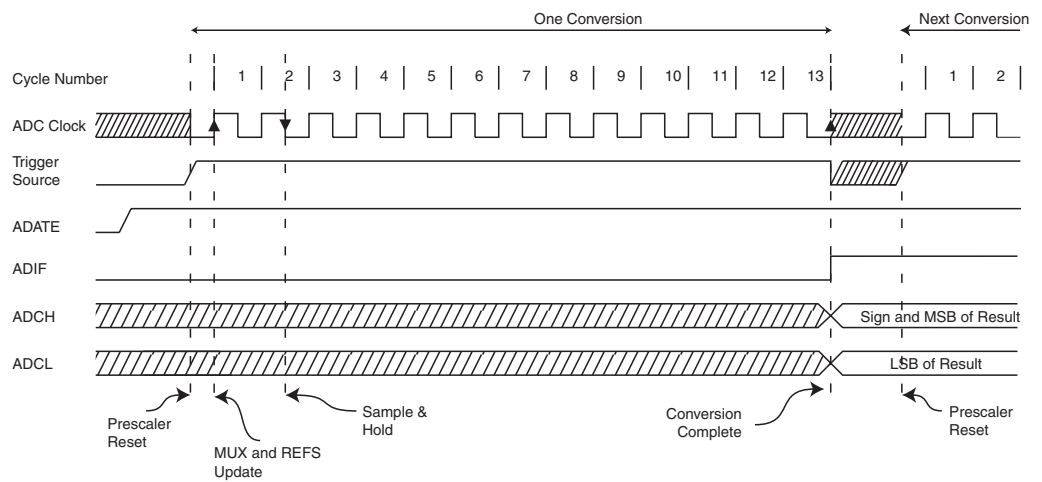 One Conversion
Next Conversion
Cycle Number
1 2 3 4 5 6 7 8 9 10 11 12 13 1 2
ADC Clock
Trigger
Source
ADATE
ADIF
ADCH
Sign and MSB of Result
ADCL
LSB of Result
Prescaler
Reset
MUX and REFS
Update
Sample &
Hold
Conversion
Complete
Prescaler
Reset